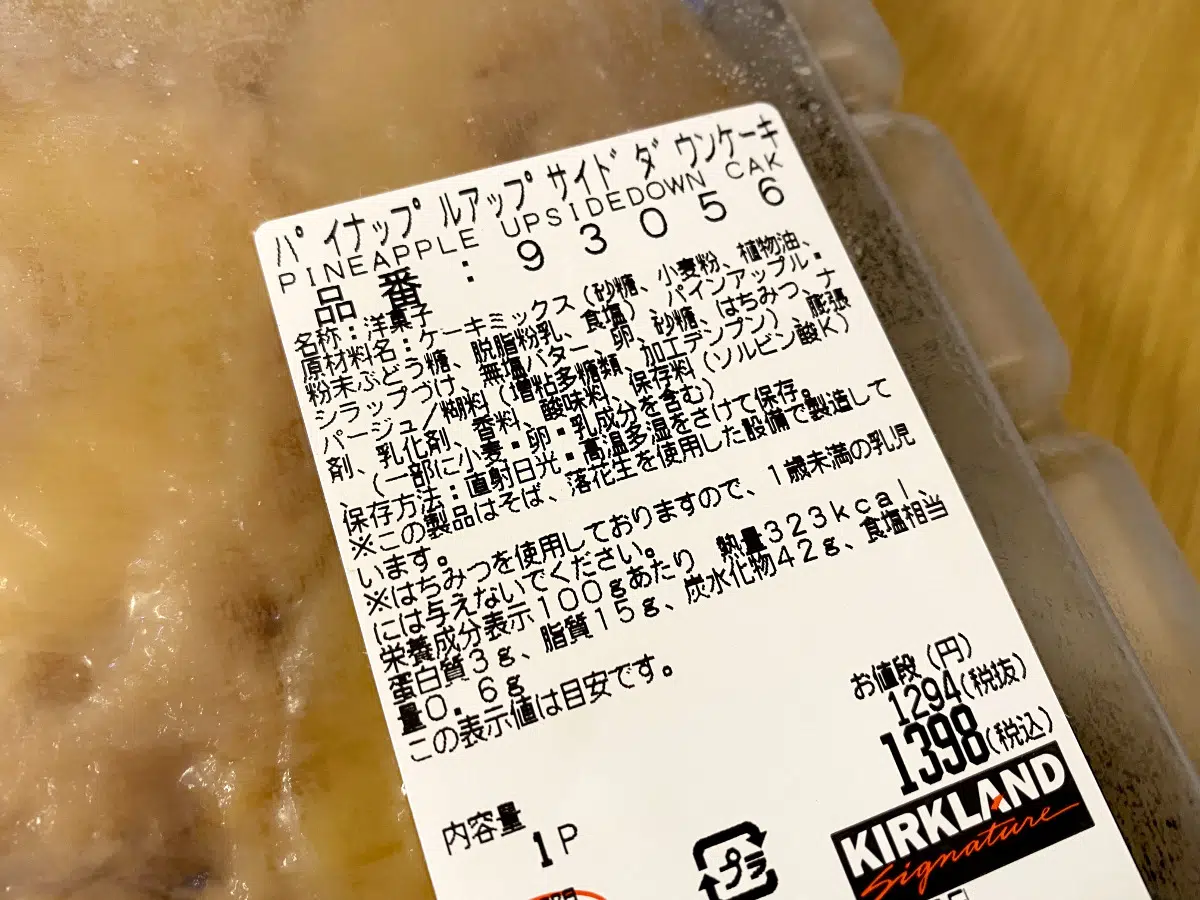 パイナップルアップサイドダウンケーキ
PINEAPPLE UPSIDEDOWN CAK
品番：93056
名称：洋菓子
原材料名：ケーキミックス（砂糖、小麦粉、植物油、
粉末ぶどう糖、脱脂粉乳、食塩）、パインアップル・
シラップづけ、無塩バター、卵、砂糖、はちみつ、ナ
パージュ／糊料（増粘多糖類、加工デンプン）、膨張
剤、乳化剤、香料、酸味料、保存料（ソルビン酸K）
、（一部に小麦・卵・乳成分を含む）
保存方法：直射日光・高温多湿をさけて保存。
※この製品はそば、落花生を使用した設備で製造して
います。
※はちみつを使用しておりますので、1歳未満の乳児
には与えないでください。
栄養成分表示100gあたり 熱量323kcal、
蛋白質3g、脂質15g、炭水化物42g、食塩相当
量0.6g
この表示値は目安です。
お値段（円）
1294(税抜)
1398(税込)
内容量
1P
プラ
KIRKLAND
Signature